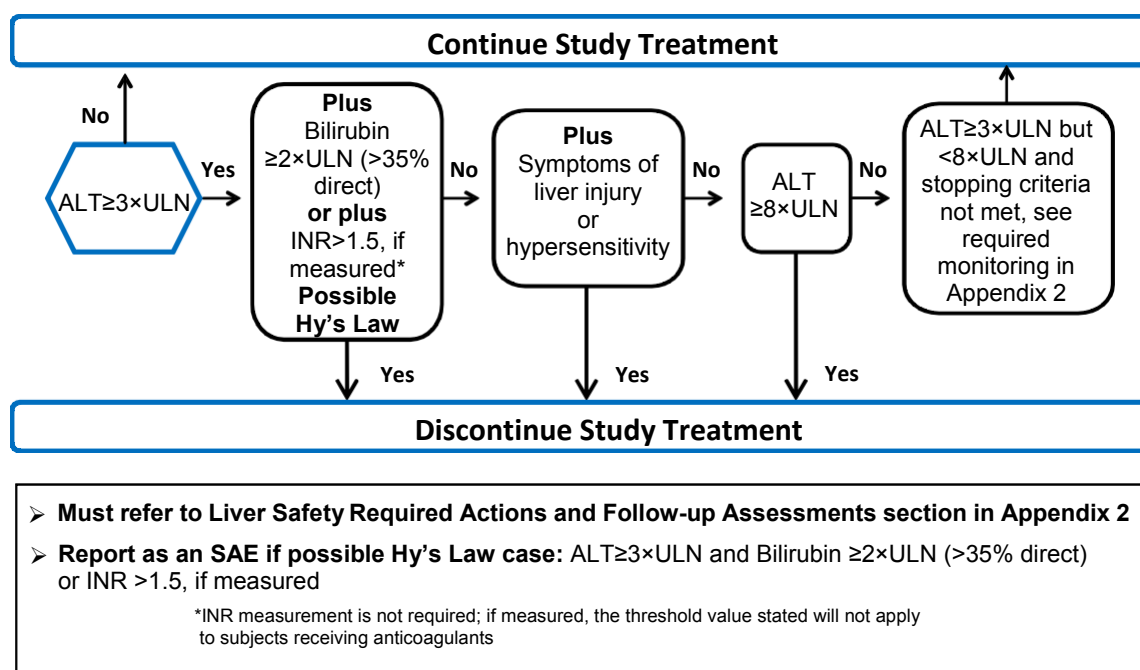 Continue Study Treatment
No
ALT≥3×ULN
Yes
Plus
Bilirubin
≥2×ULN (>35%
direct)
or plus
INR>1.5, if
measured*
Possible
Hy's Law
No
Yes
Plus
Symptoms of
liver injury
or
hypersensitivity
No
Yes
ALT
≥8×ULN
No
Yes
ALT≥3×ULN but
<8×ULN and
stopping criteria
not met, see
required
monitoring in
Appendix 2
Discontinue Study Treatment
➢ Must refer to Liver Safety Required Actions and Follow-up Assessments section in Appendix 2
➢ Report as an SAE if possible Hy's Law case: ALT≥3×ULN and Bilirubin ≥2×ULN (>35% direct)
or INR >1.5, if measured
*INR measurement is not required; if measured, the threshold value stated will not apply
to subjects receiving anticoagulants